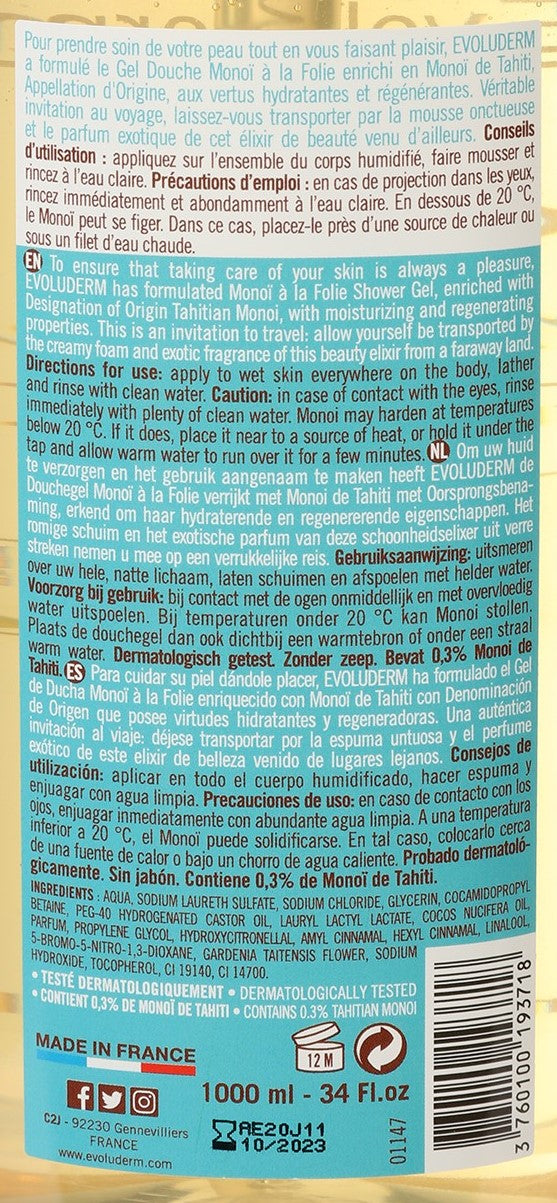 Pour prendre soin de votre peau tout en vous faisant plaisir, EVOLUDERM
a formulé le Gel Douche Monoï à la Folie enrichi en Monoï de Tahiti,
Appellation d'Origine, aux vertus hydratantes et régénérantes. Véritable
invitation au voyage, laissez-vous transporter par la mousse onctueuse
et le parfum exotique de cet élixir de beauté venu d'ailleurs. Conseils
d'utilisation : appliquez sur l'ensemble du corps humidifié, faire mousser et
rincez à l'eau claire. Précautions d'emploi : en cas de projection dans les yeux,
rincez immédiatement et abondamment à l'eau claire. En dessous de 20 °C,
le Monoï peut se figer. Dans ce cas, placez-le près d'une source de chaleur ou
sous un filet d'eau chaude.
EN To ensure that taking care of your skin is always a pleasure,
EVOLUDERM has formulated Monoï à la Folie Shower Gel, enriched with
Designation of Origin Tahitian Monoi, with moisturizing and regenerating
properties. This is an invitation to travel: allow yourself be transported by
the creamy foam and exotic fragrance of this beauty elixir from a faraway land.
Directions for use: apply to wet skin everywhere on the body, lather
and rinse with clean water. Caution: in case of contact with the eyes, rinse
immediately with plenty of clean water. Monoi may harden at temperatures
below 20 °C. If it does, place it near to a source of heat, or hold it under the
tap and allow warm water to run over it for a few minutes. NL Om uw huid
te verzorgen en het gebruik aangenaam te maken heeft EVOLUDERM de
Douchegel Monoï à la Folie verrijkt met Monoi de Tahiti met Oorsprongsbena-
ming, erkend om haar hydraterende en regenererende eigenschappen. Het
romige schuim en het exotische parfum van deze schoonheidselixir uit verre
streken nemen u mee op een verrukkelijke reis. Gebruiksaanwijzing: uitsmeren
over uw hele, natte lichaam, laten schuimen en afspoelen met helder water.
Voorzorg bij gebruik: bij contact met de ogen onmiddellijk en met overvloedig
water uitspoelen. Bij temperaturen onder 20 °C kan Monoi stollen.
Plaats de douchegel dan ook dichtbij een warmtebron of onder een straal
warm water. Dermatologisch getest. Zonder zeep. Bevat 0,3% Monoi de
Tahiti. ES Para cuidar su piel dándole placer, EVOLUDERM ha formulado el Gel
de Ducha Monoï à la Folie enriquecido con Monoï de Tahiti con Denominación
de Origen que posee virtudes hidratantes y regeneradoras. Una auténtica
invitación al viaje: déjese transportar por la espuma untuosa y el perfume
exótico de este elixir de belleza venido de lugares lejanos. Consejos de
utilización: aplicar en todo el cuerpo humidificado, hacer espuma y
enjuagar con agua limpia. Precauciones de uso: en caso de contacto con los
ojos, enjuagar inmediatamente con abundante agua limpia. A una temperatura
inferior a 20 °C, el Monoï puede solidificarse. En tal caso, colocarlo cerca
de una fuente de calor o bajo un chorro de agua caliente. Probado dermatoló-
gicamente. Sin jabón. Contiene 0,3% de Monoï de Tahiti.
INGREDIENTS : AQUA, SODIUM LAURETH SULFATE, SODIUM CHLORIDE, GLYCERIN, COCAMIDOPROPYL
BETAINE, PEG-40 HYDROGENATED CASTOR OIL, LAURYL LACTYL LACTATE, COCOS NUCIFERA OIL,
PARFUM, PROPYLENE GLYCOL, HYDROXYCITRONELLAL, AMYL CINNAMAL, HEXYL CINNAMAL, LINALOOL,
5-BROMO-5-NITRO-1,3-DIOXANE, GARDENIA TAITENSIS FLOWER, SODIUM
HYDROXIDE, TOCOPHEROL, CI 19140, CI 14700.
• TESTÉ DERMATOLOGIQUEMENT • DERMATOLOGICALLY TESTED
• CONTIENT 0,3% DE MONOÏ DE TAHITI • CONTAINS 0.3% TAHITIAN MONOI
MADE IN FRANCE
12 M
1000 ml - 34 Fl.oz
C2J - 92230 Gennevilliers
FRANCE
www.evoluderm.com
AE20J11
10/2023
01147
3 760100 193718